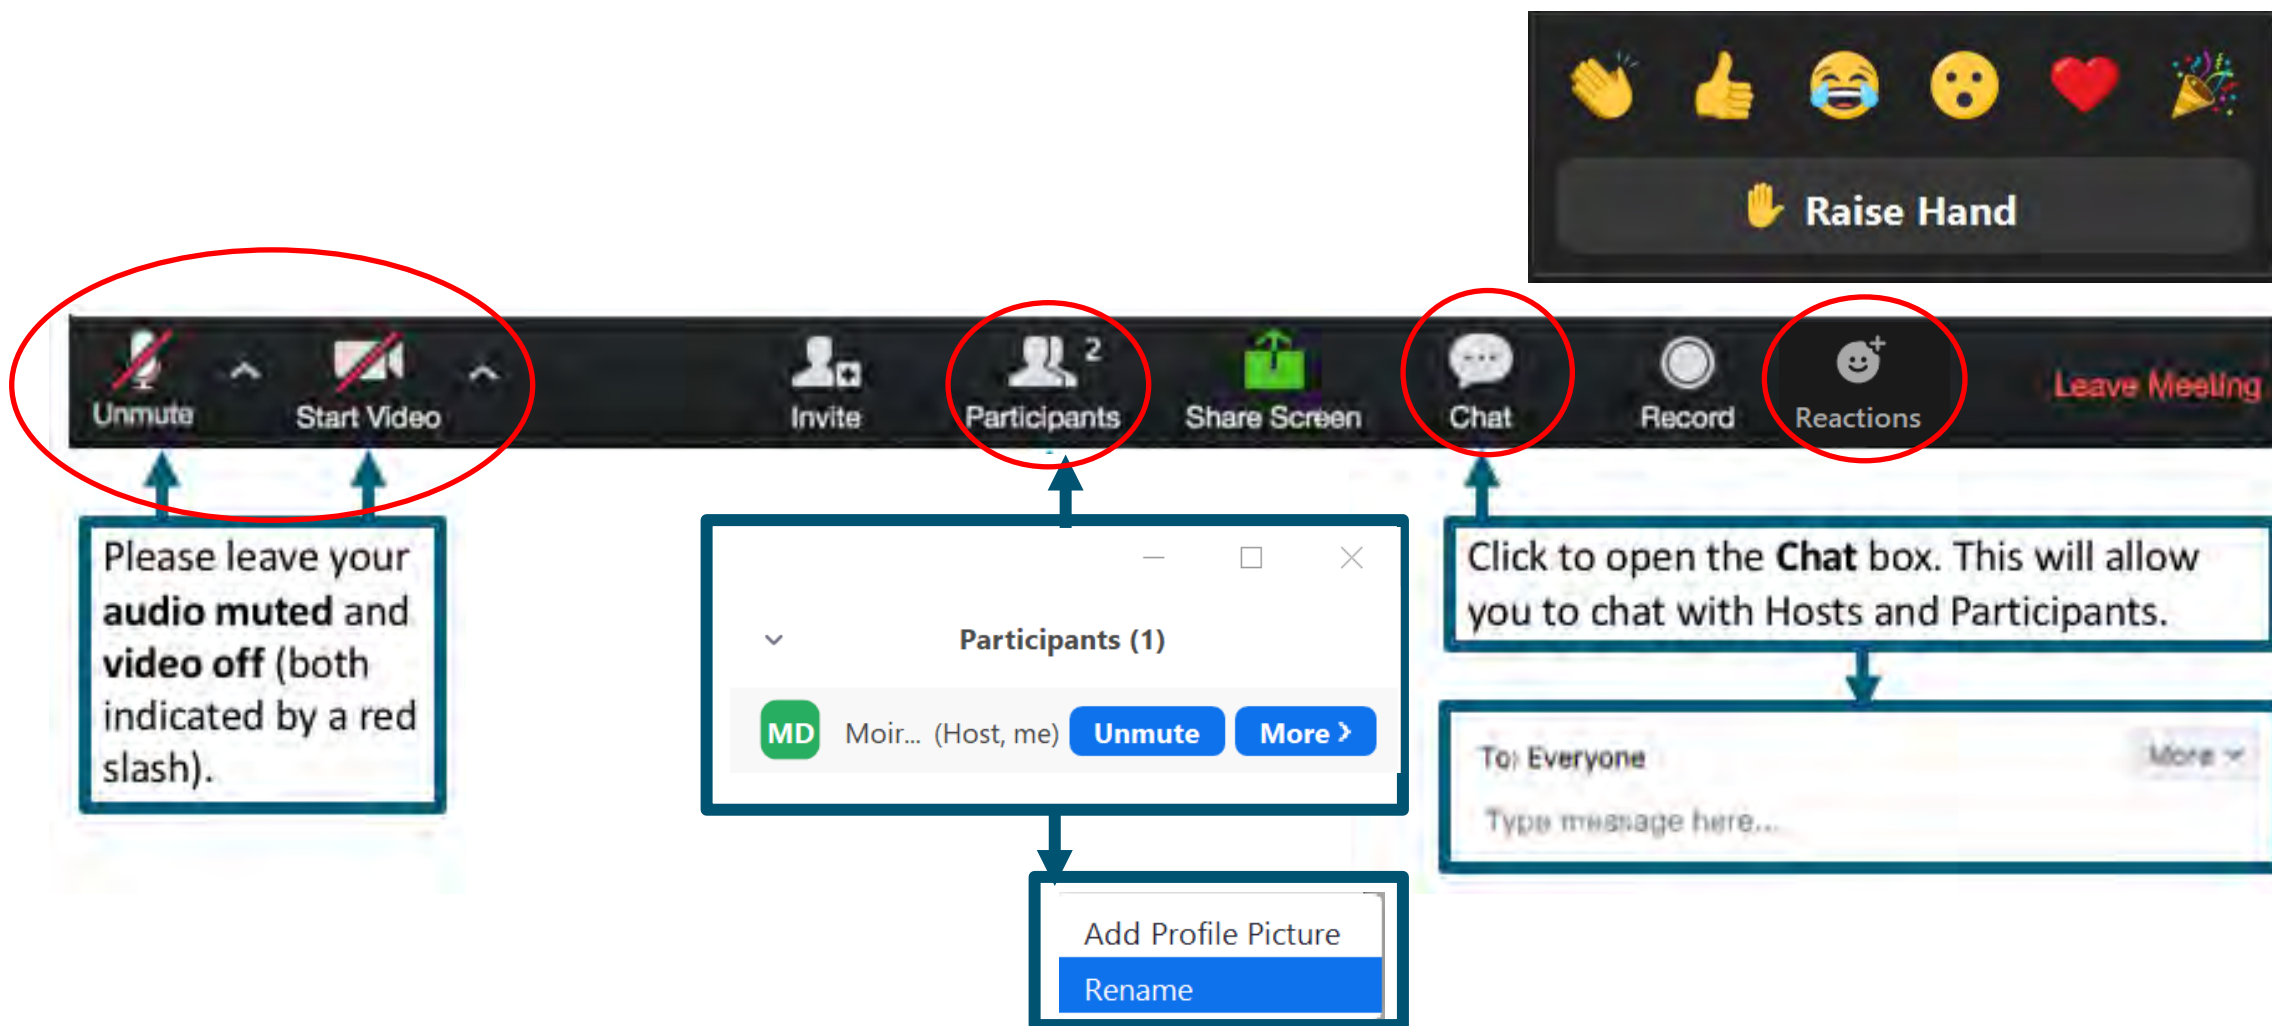 Raise Hand
Unmute
Start Video
Invite
Participants
2
Share Screen
Chat
Record
Reactions
Leave Meeting
Please leave your
audio muted and
video off (both
indicated by a red
slash).
Participants (1)
MD
Moir... (Host, me)
Unmute
More >
Add Profile Picture
Rename
Click to open the Chat box. This will allow
you to chat with Hosts and Participants.
To: Everyone
More
Type message here...